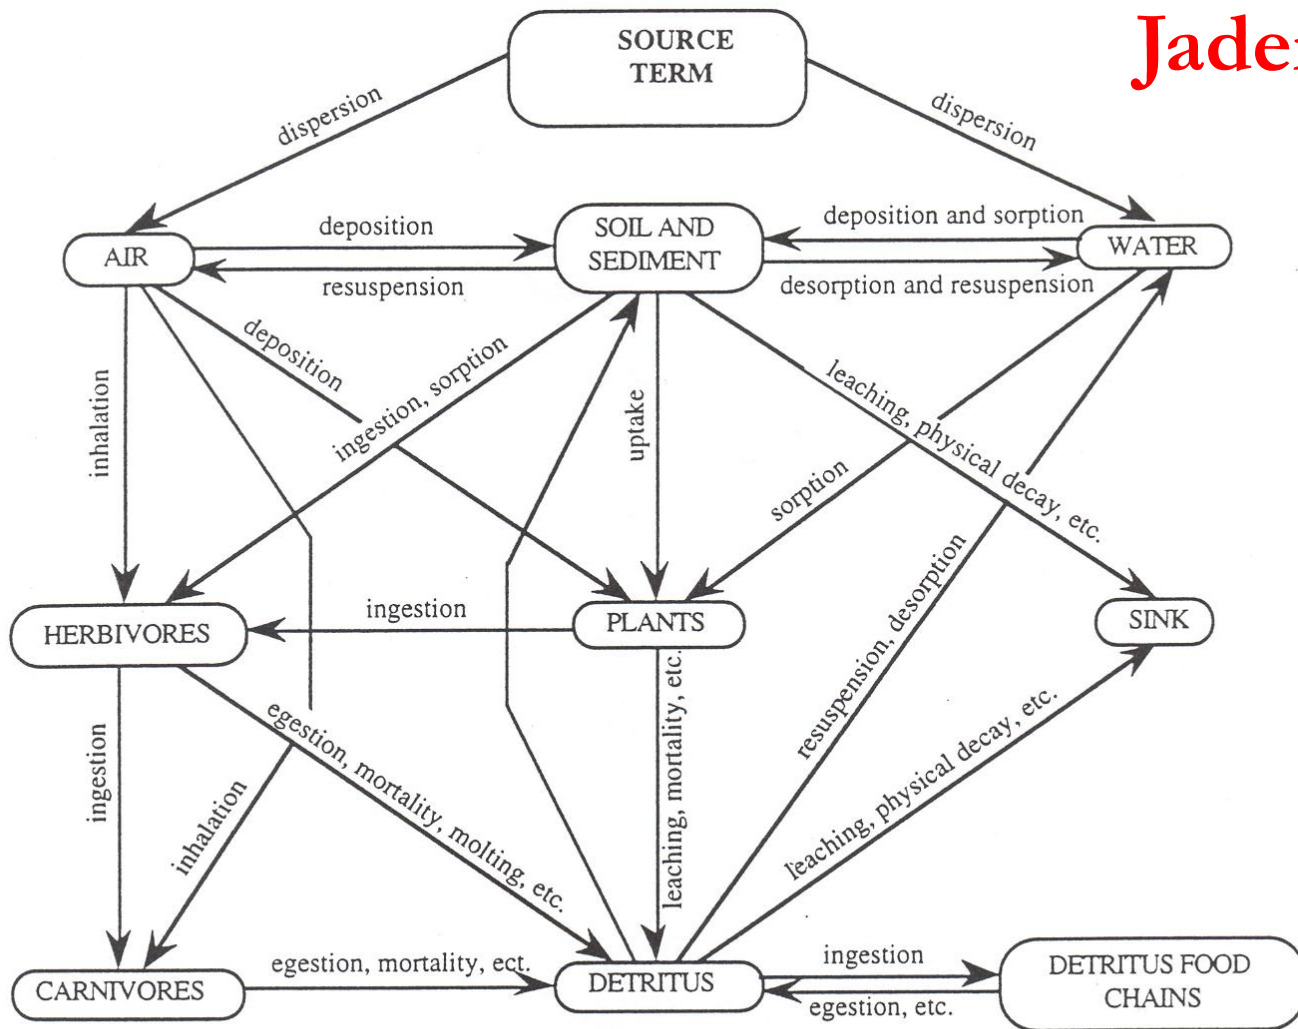 SOURCE
TERM
dispersion
dispersion
AIR
deposition
resuspension
SOIL AND
SEDIMENT
deposition and sorption
desorption and resuspension
WATER
inhalation
deposition
ingestion, sorption
uptake
sorption
leaching, physical decay, etc.
HERBIVORES
ingestion
PLANTS
SINK
resuspension, desorption
ingestion
inhalation
egestion, mortality, molting, etc.
leaching, mortality, etc.
leaching, physical decay, etc.
CARNIVORES
egestion, mortality, ect.
DETRITUS
ingestion
egestion, etc.
DETRITUS FOOD
CHAINS